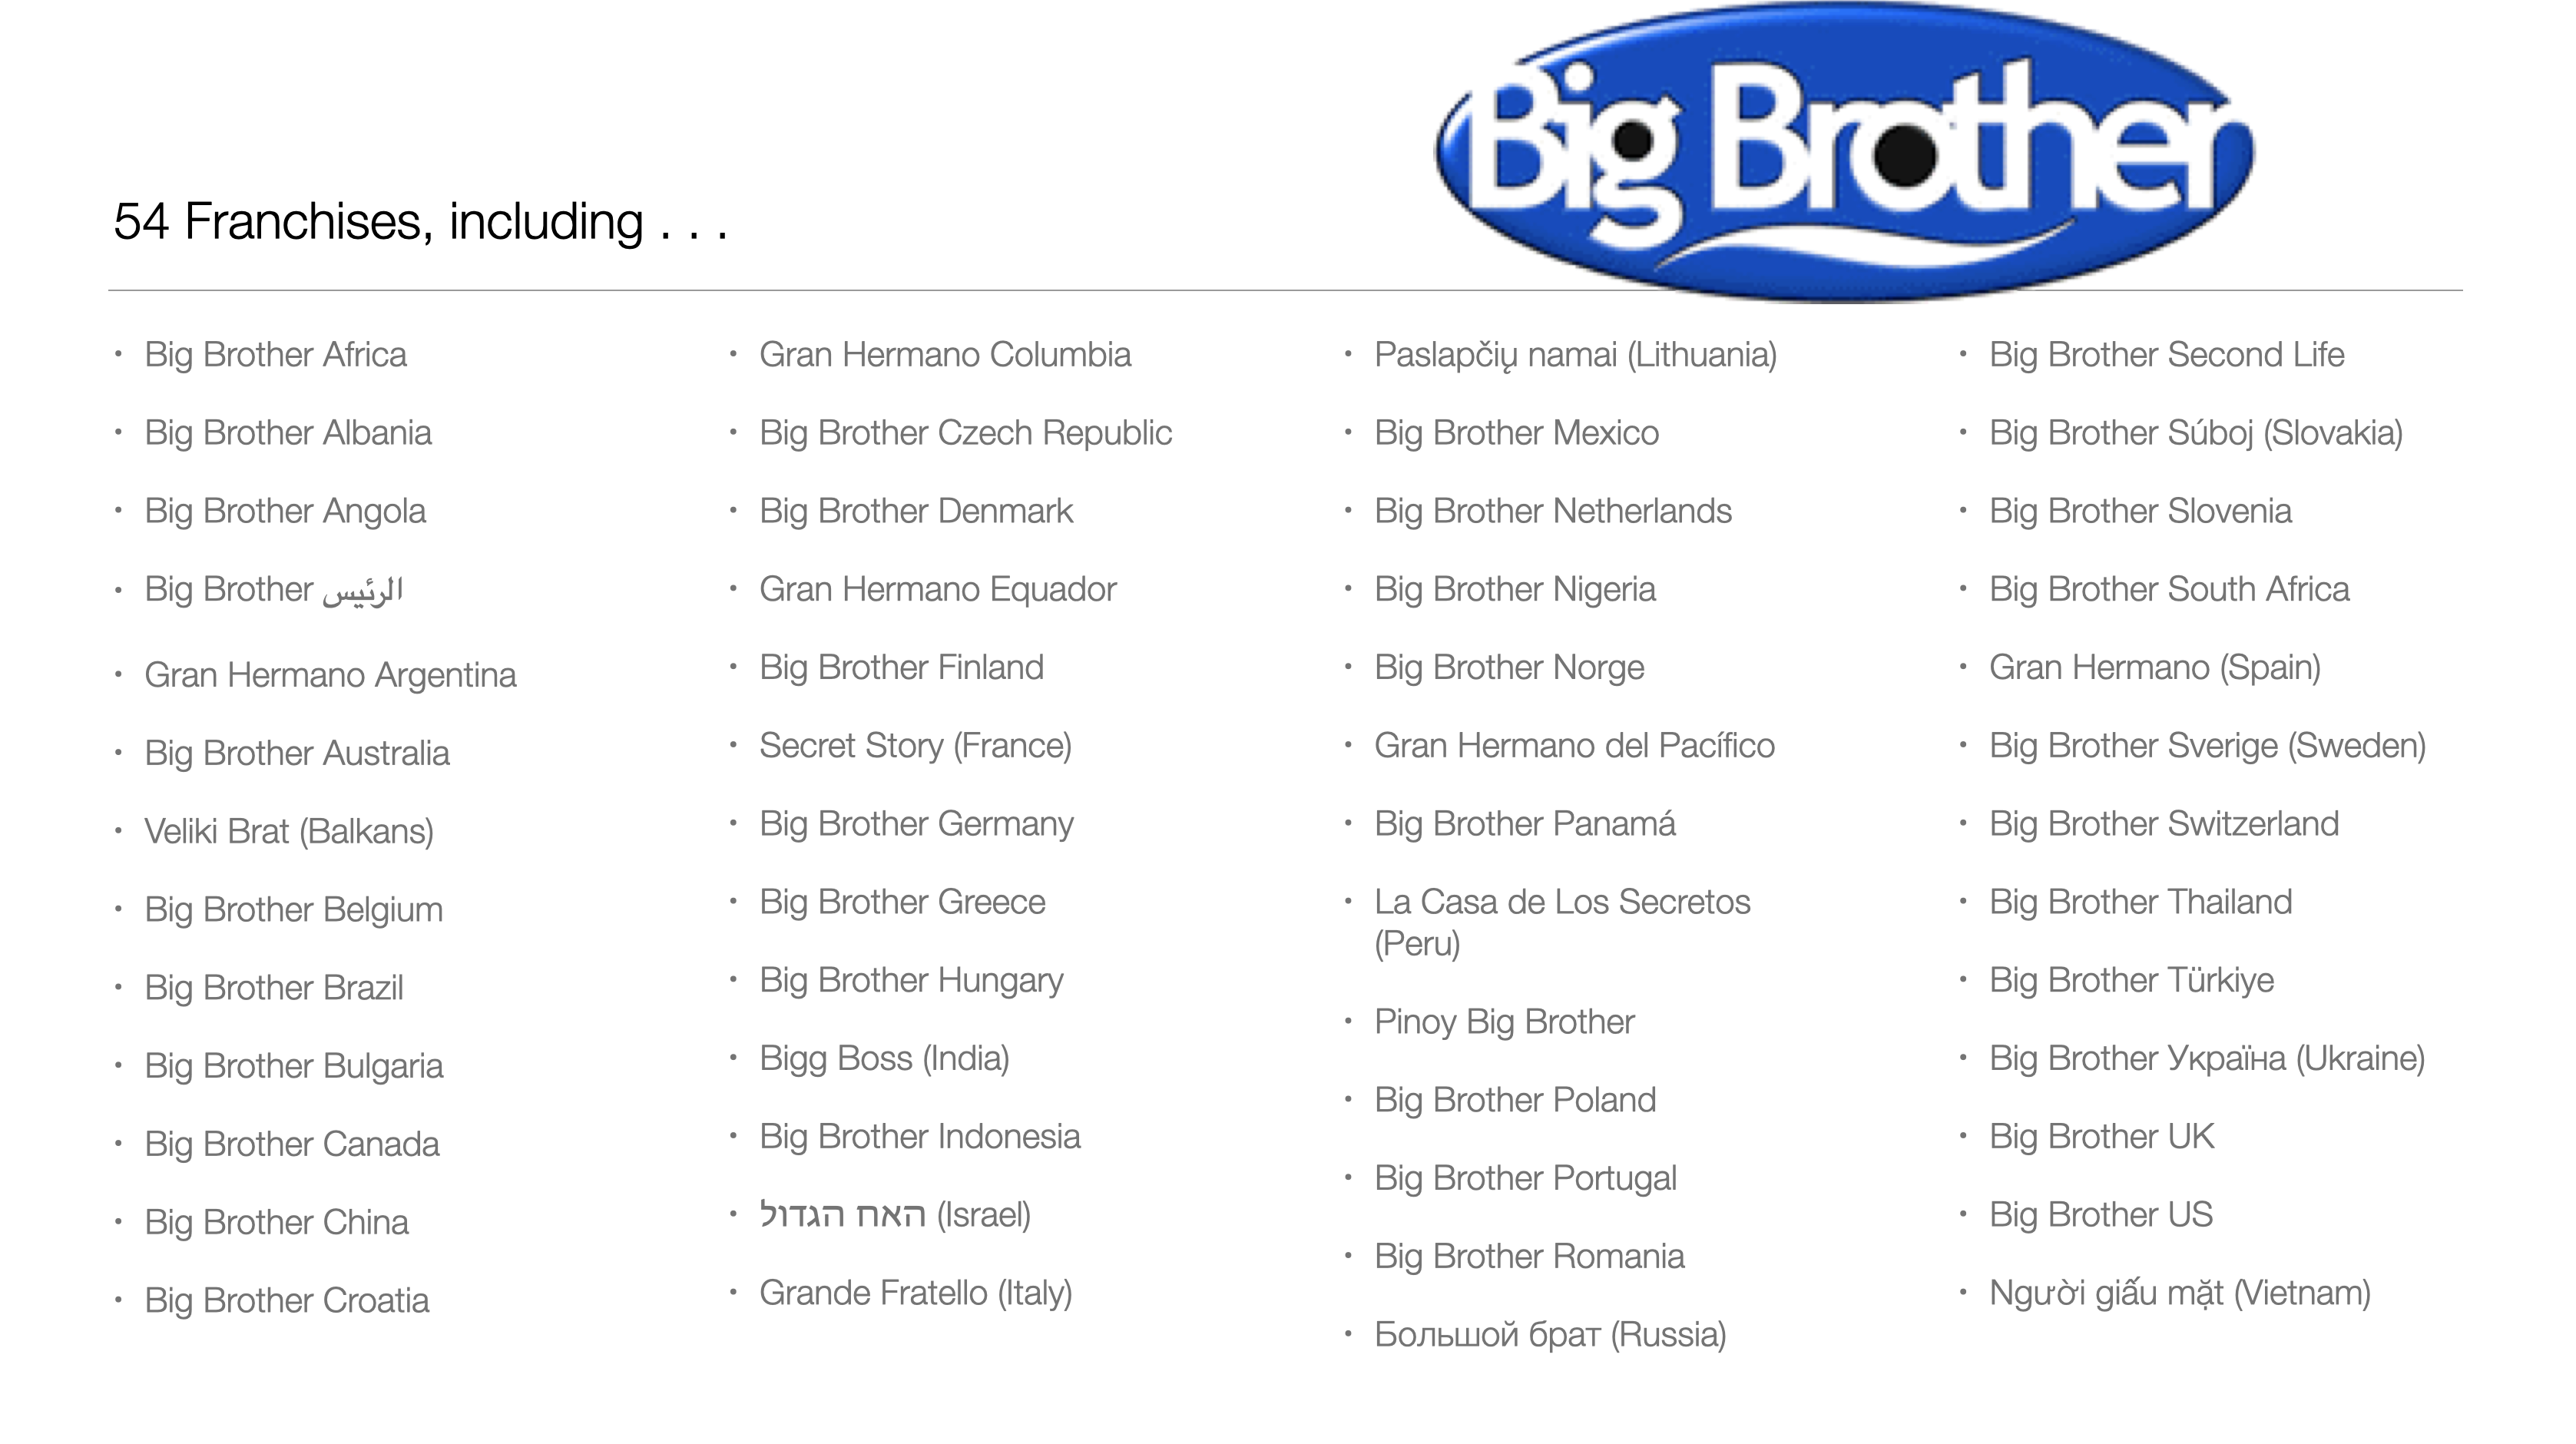 Big Brother
54 Franchises, including . . .
• Big Brother Africa
• Big Brother Albania
• Big Brother Angola
• Big Brother الرئيس
• Gran Hermano Argentina
• Big Brother Australia
• Veliki Brat (Balkans)
• Big Brother Belgium
• Big Brother Brazil
• Big Brother Bulgaria
• Big Brother Canada
• Big Brother China
• Big Brother Croatia
• Gran Hermano Columbia
• Big Brother Czech Republic
• Big Brother Denmark
• Gran Hermano Equador
• Big Brother Finland
• Secret Story (France)
• Big Brother Germany
• Big Brother Greece
• Big Brother Hungary
• Bigg Boss (India)
• Big Brother Indonesia
• האח הגדול (Israel)
• Grande Fratello (Italy)
• Paslapčių namai (Lithuania)
• Big Brother Mexico
• Big Brother Netherlands
• Big Brother Nigeria
• Big Brother Norge
• Gran Hermano del Pacífico
• Big Brother Panamá
• La Casa de Los Secretos
(Peru)
• Pinoy Big Brother
• Big Brother Poland
• Big Brother Portugal
• Big Brother Romania
• Большой брат (Russia)
• Big Brother Second Life
• Big Brother Súboj (Slovakia)
• Big Brother Slovenia
• Big Brother South Africa
• Gran Hermano (Spain)
• Big Brother Sverige (Sweden)
• Big Brother Switzerland
• Big Brother Thailand
• Big Brother Türkiye
• Big Brother Україна (Ukraine)
• Big Brother UK
• Big Brother US
• Người giấu mặt (Vietnam)